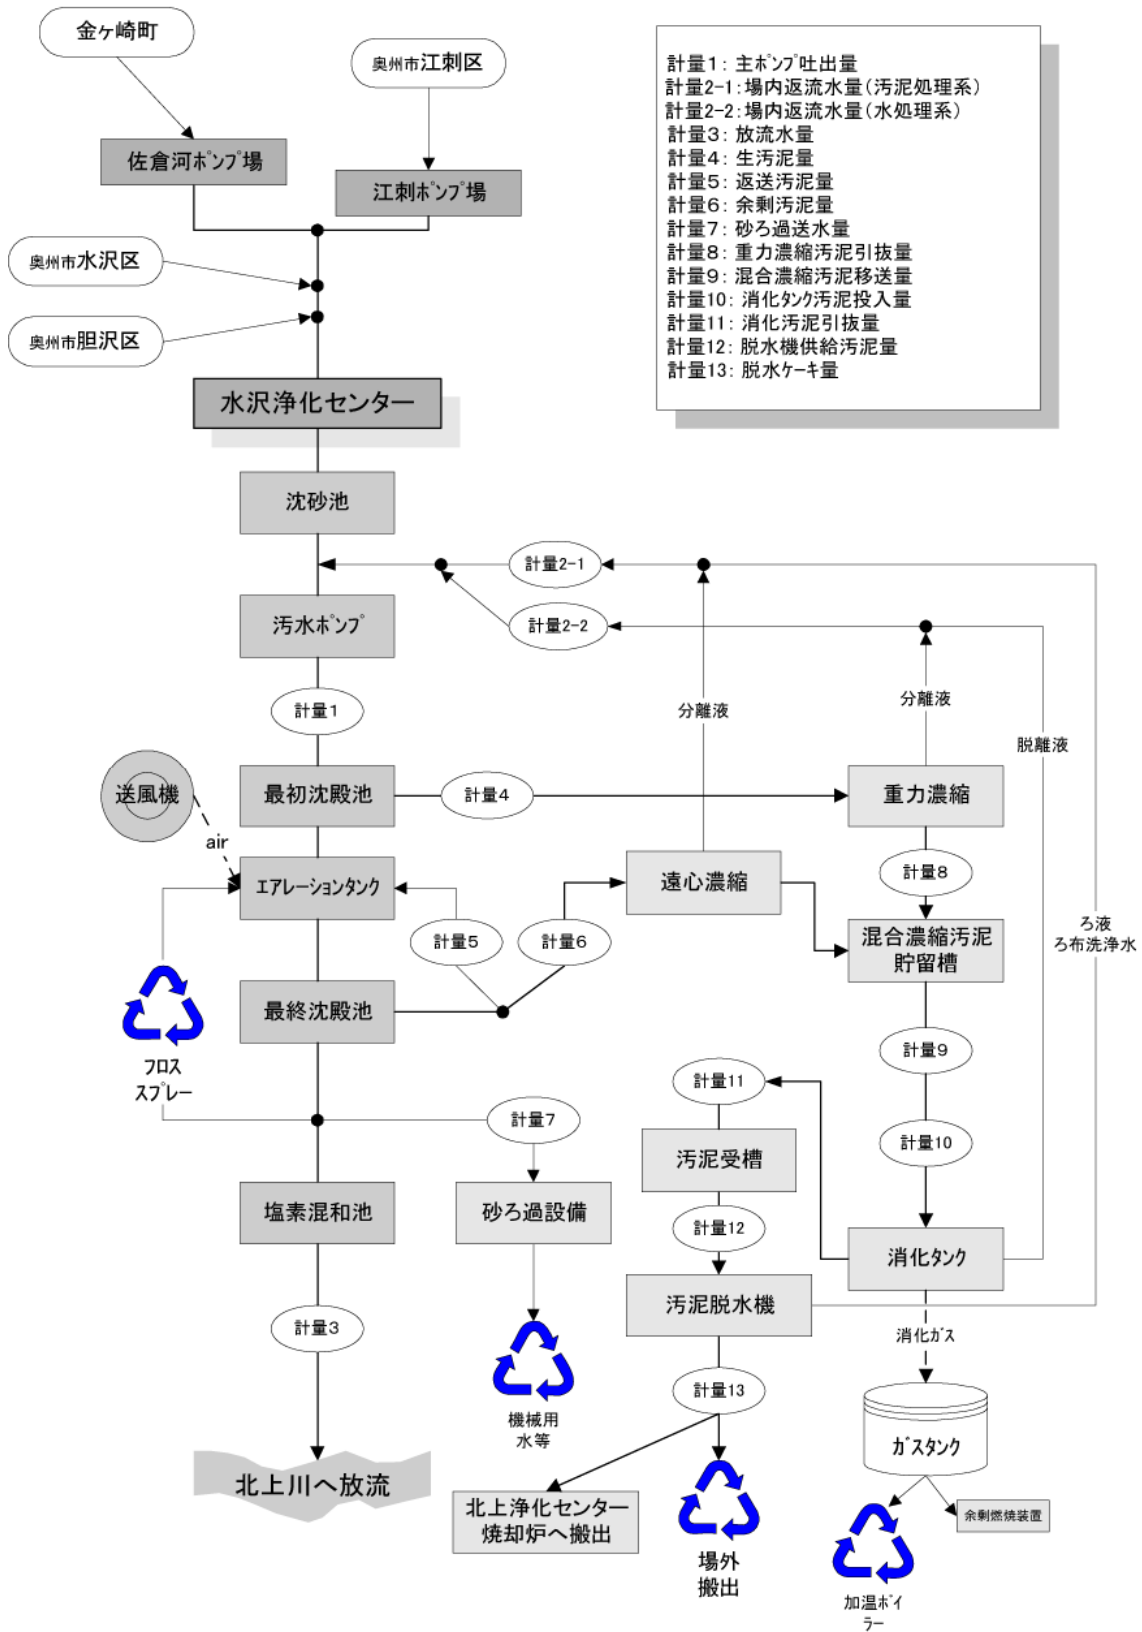 金ヶ崎町
奥州市江刺区
佐倉河ﾎﾟﾝﾌﾟ場
江刺ﾎﾟﾝﾌﾟ場
奥州市水沢区
奥州市胆沢区
水沢浄化センター
計量1: 主ﾎﾟﾝﾌﾟ吐出量
計量2-1:場内返流水量(汚泥処理系)
計量2-2:場内返流水量(水処理系)
計量3: 放流水量
計量4: 生汚泥量
計量5: 返送汚泥量
計量6: 余剰汚泥量
計量7: 砂ろ過送水量
計量8: 重力濃縮汚泥引抜量
計量9: 混合濃縮汚泥移送量
計量10: 消化ﾀﾝｸ汚泥投入量
計量11: 消化汚泥引抜量
計量12: 脱水機供給汚泥量
計量13: 脱水ｹｰｷ量
沈砂池
計量2-1
汚水ﾎﾟﾝﾌﾟ
計量2-2
計量1
分離液
分離液
脱離液
送風機
air
最初沈殿池
計量4
重力濃縮
エアレーションタンク
遠心濃縮
計量8
計量5
計量6
混合濃縮汚泥
貯留槽
ろ液
ろ布洗浄水
最終沈殿池
計量9
フロス
スプレー
計量11
計量7
汚泥受槽
計量10
塩素混和池
砂ろ過設備
計量12
消化ﾀﾝｸ
汚泥脱水機
計量3
消化ｶﾞｽ
計量13
機械用
水等
ｶﾞｽﾀﾝｸ
北上川へ放流
北上浄化センター
焼却炉へ搬出
場外
搬出
余剰燃焼装置
加温ﾎﾞｲ
ﾗｰ